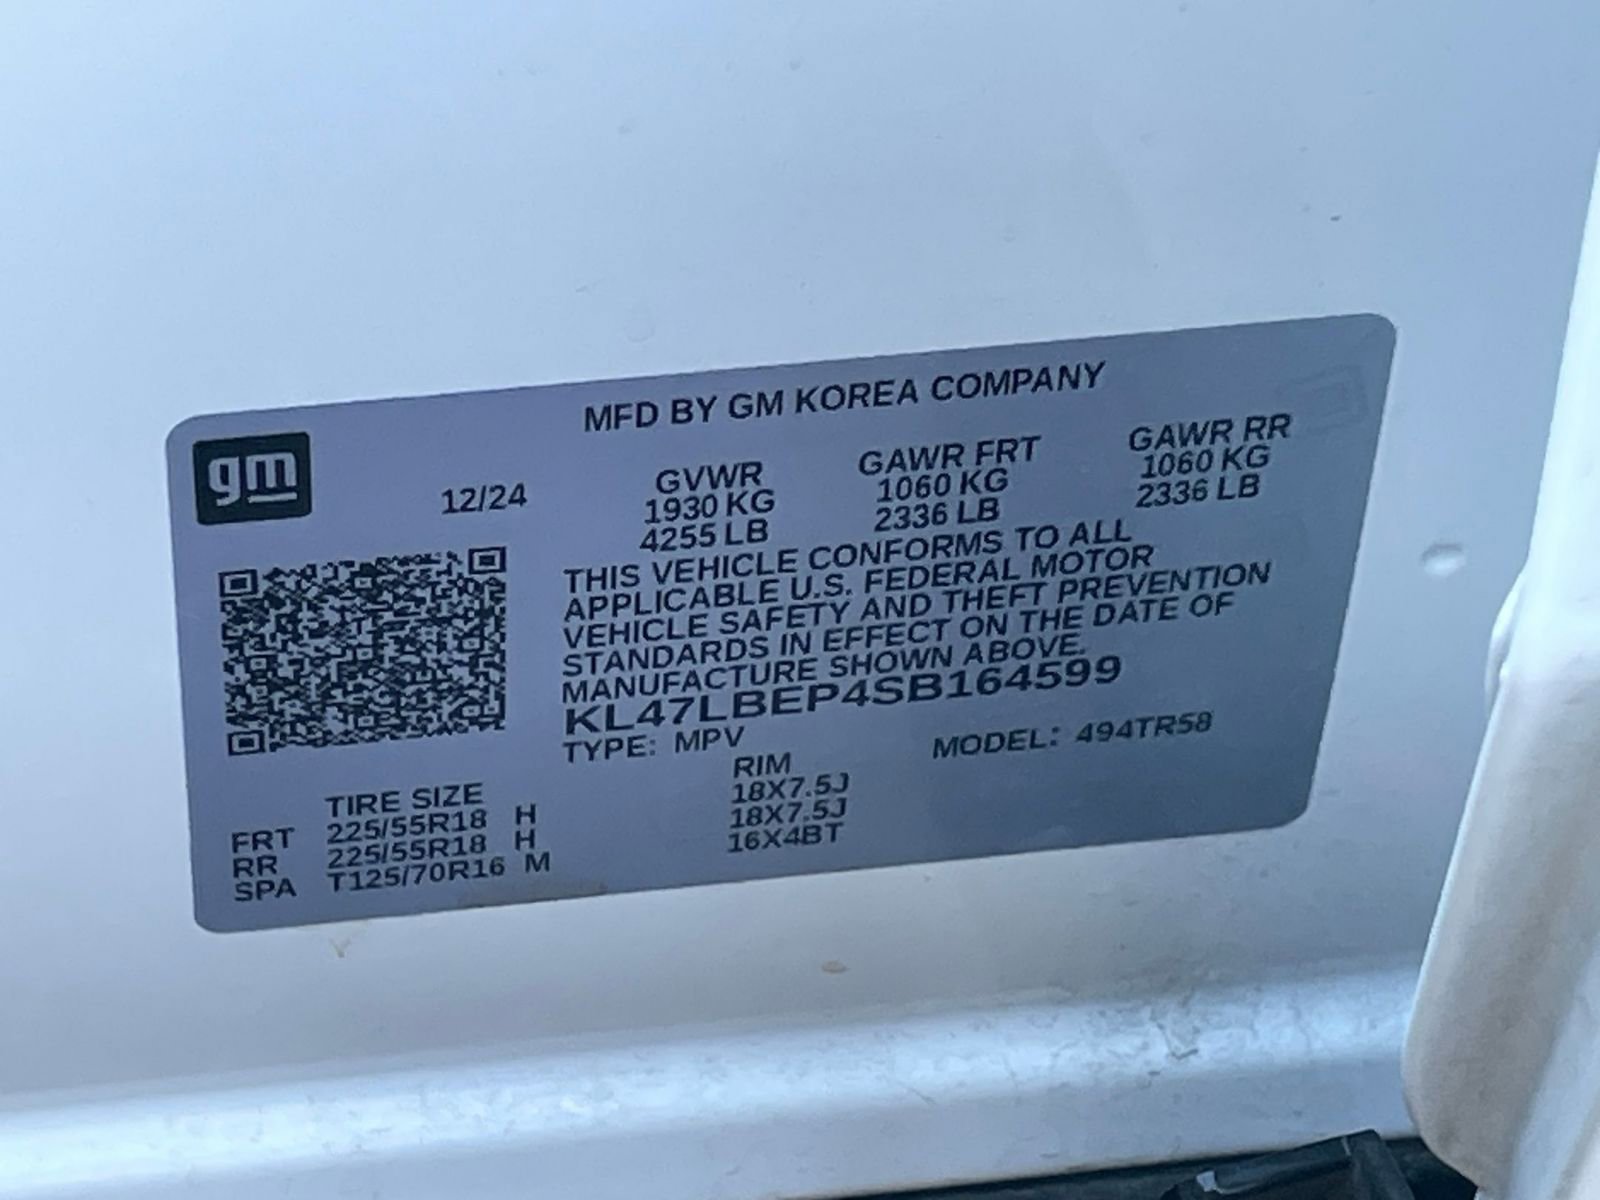 MFD BY GM KOREA COMPANY
gm
12/24 GVWR GAWR FRT GAWR RR
1930 KG 1060 KG 1060 KG
4255 LB 2336 LB 2336 LB
THIS VEHICLE CONFORMS TO ALL
APPLICABLE U.S. FEDERAL MOTOR
VEHICLE SAFETY AND THEFT PREVENTION
STANDARDS IN EFFECT ON THE DATE OF
MANUFACTURE SHOWN ABOVE.
KL47LBEP4SB164599
TYPE: MPV MODEL: 494TR58
TIRE SIZE RIM
FRT 225/55R18 H 18X7.5J
RR 225/55R18 H 18X7.5J
SPA T125/70R16 M 16X4BT